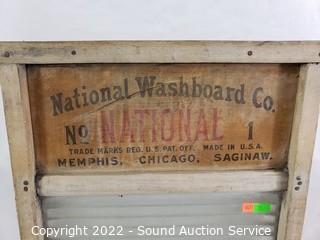 National Washboard Co.
No NATIONAL 1
TRADE MARKS REG. U.S. PAT. OFF. MADE IN U.S.A.
MEMPHIS, CHICAGO, SAGINAW.
Copyright 2022 - Sound Auction Service